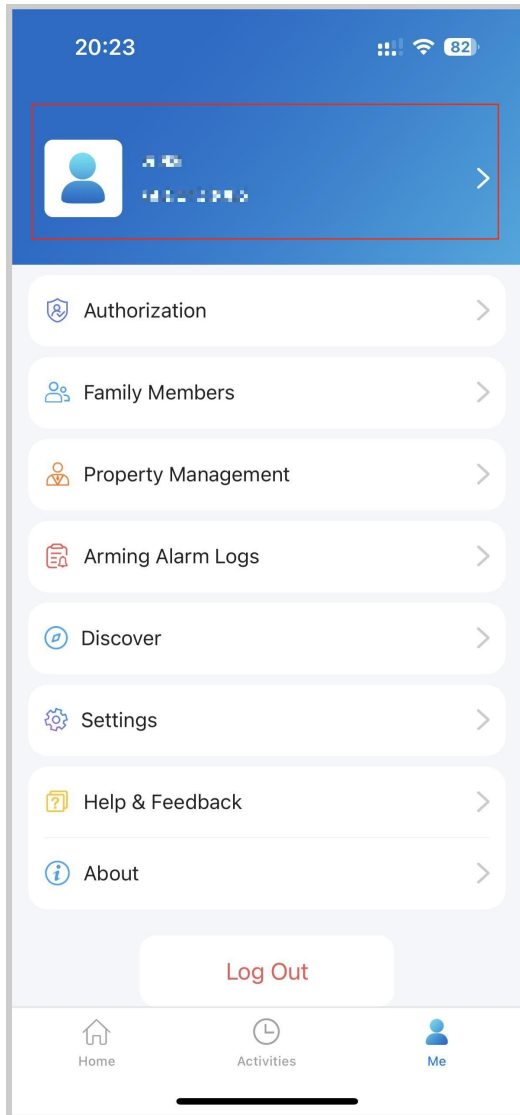 20:23
82
Authorization
Family Members
Property Management
Arming Alarm Logs
Discover
Settings
Help & Feedback
About
Log Out
Home
Activities
Me